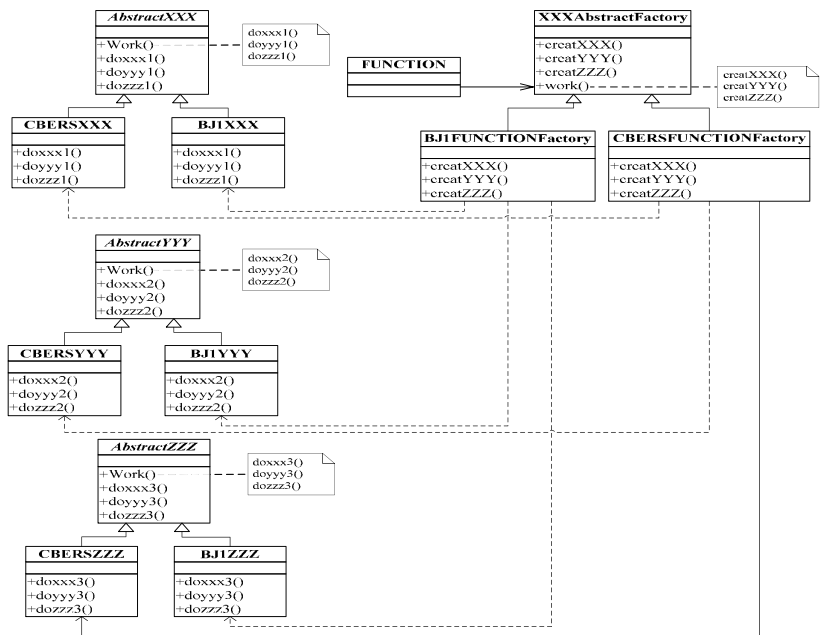 AbstractXXX
+Work()
+doxxx1()
+doyyy1()
+dozzz1()
doxxx1()
doyyy1()
dozzz1()
FUNCTION
XXXAbstractFactory
+creatXXX()
+creatYYY()
+creatZZZ()
+work()
creatXXX()
creatYYY()
creatZZZ()
CBERSXXX
+doxxx1()
+doyyy1()
+dozzz1()
BJ1XXX
+doxxx1()
+doyyy1()
+dozzz1()
BJ1FUNCTIONFactory
+creatXXX()
+creatYYY()
+creatZZZ()
CBERSFUNCTIONFactory
+creatXXX()
+creatYYY()
+creatZZZ()
AbstractYYY
+Work()
+doxxx2()
+doyyy2()
+dozzz2()
doxxx2()
doyyy2()
dozzz2()
CBERSYYY
+doxxx2()
+doyyy2()
+dozzz2()
BJ1YYY
+doxxx2()
+doyyy2()
+dozzz2()
AbstractZZZ
+Work()
+doxxx3()
+doyyy3()
+dozzz3()
doxxx3()
doyyy3()
dozzz3()
CBERSZZZ
+doxxx3()
+doyyy3()
+dozzz3()
BJ1ZZZ
+doxxx3()
+doyyy3()
+dozzz3()